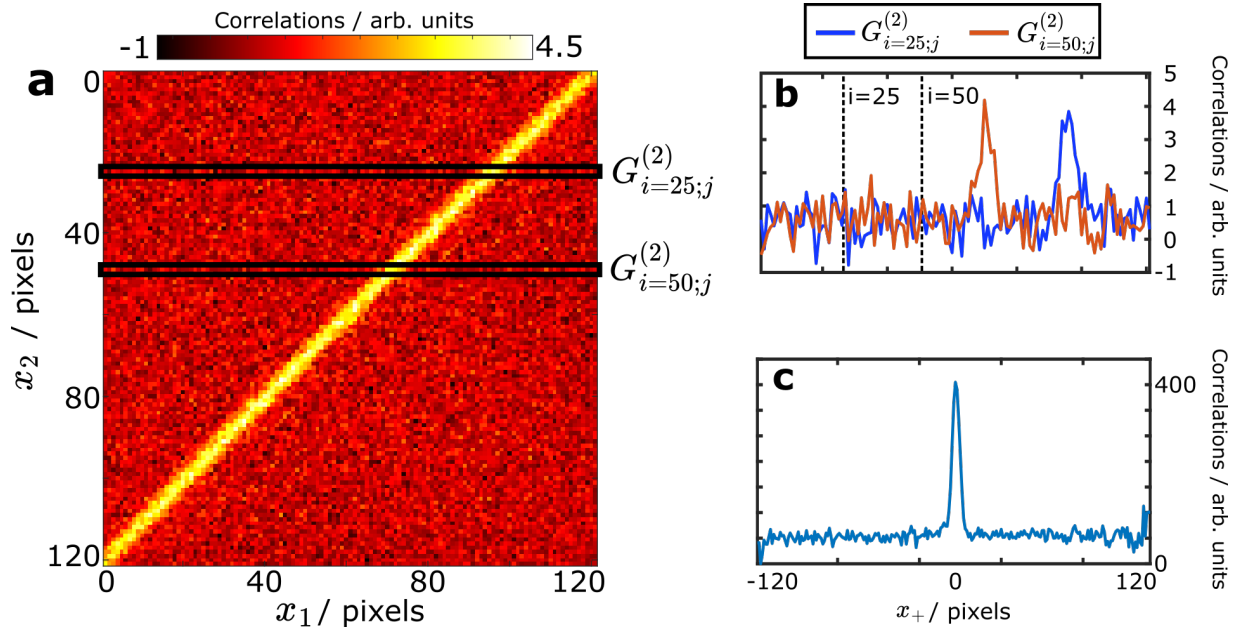 Correlations / arb. units
-1
4.5
a
0
40
80
120
x₂ / pixels
0
40
80
120
x₁ / pixels
G⁽²⁾ᵢ₌₂₅;ⱼ
G⁽²⁾ᵢ₌₅₀;ⱼ
G⁽²⁾ᵢ₌₂₅;ⱼ G⁽²⁾ᵢ₌₅₀;ⱼ
b
i=25
i=50
5
4
3
2
1
0
-1
Correlations / arb. units
c
400
0
Correlations / arb. units
-120
0
120
x₊ / pixels